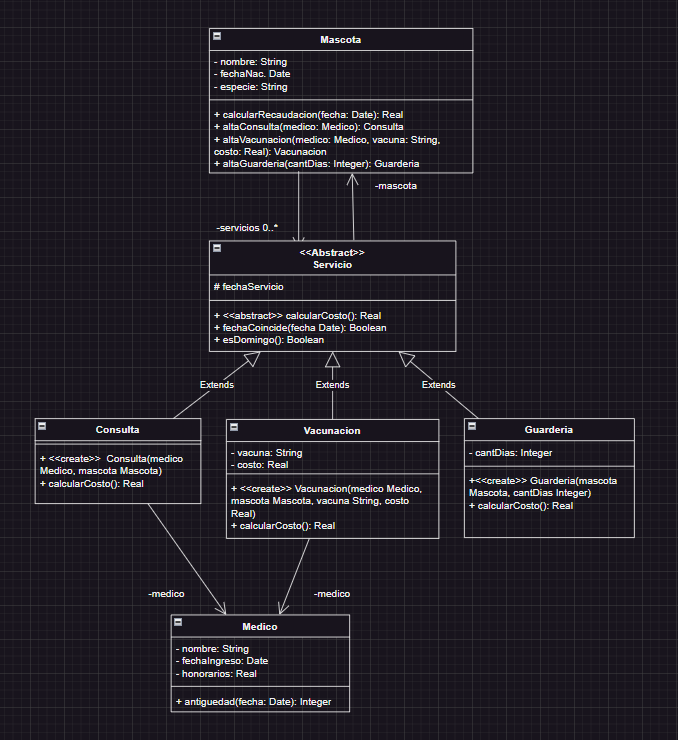 Mascota
- nombre: String
- fechaNac. Date
- especie: String
+ calcularRecaudacion(fecha: Date): Real
+ altaConsulta(medico: Medico): Consulta
+ altaVacunacion(medico: Medico, vacuna: String,
costo: Real): Vacunacion
+ altaGuarderia(cantDias: Integer): Guarderia
-mascota
-servicios 0..*
<<Abstract>>
Servicio
# fechaServicio
+ <<abstract>> calcularCosto(): Real
+ fechaCoincide(fecha Date): Boolean
+ esDomingo(): Boolean
Extends
Extends
Extends
Consulta
+ <<create>> Consulta(medico
Medico, mascota Mascota)
+ calcularCosto(): Real
Vacunacion
- vacuna: String
- costo: Real
+ <<create>> Vacunacion(medico Medico,
mascota Mascota, vacuna String, costo
Real)
+ calcularCosto(): Real
Guarderia
- cantDias: Integer
+<<create>> Guarderia(mascota
Mascota, cantDias Integer)
+ calcularCosto(): Real
-medico
-medico
Medico
- nombre: String
- fechaIngreso: Date
- honorarios: Real
+ antiguedad(fecha: Date): Integer